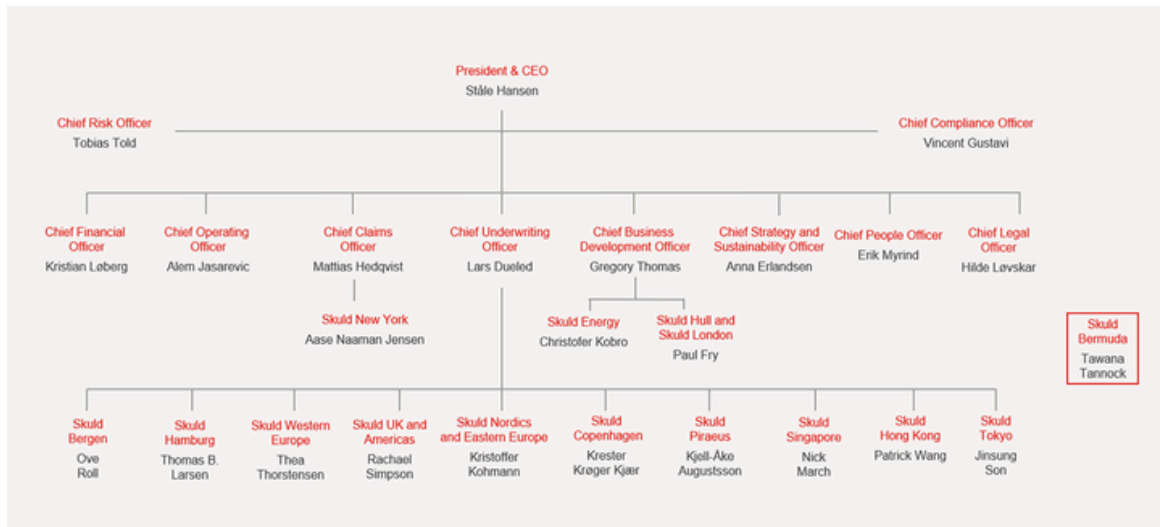 President & CEO
Ståle Hansen
Chief Risk Officer
Tobias Told
Chief Compliance Officer
Vincent Gustavi
Chief Financial
Officer
Kristian Løberg
Chief Operating
Officer
Alem Jasarevic
Chief Claims
Officer
Mattias Hedqvist
Chief Underwriting
Officer
Lars Dueled
Chief Business
Development Officer
Gregory Thomas
Chief Strategy and
Sustainability Officer
Anna Erlandsen
Chief People Officer
Erik Myrind
Chief Legal
Officer
Hilde Løvskar
Skuld New York
Aase Naaman Jensen
Skuld Energy
Christofer Kobro
Skuld Hull and
Skuld London
Paul Fry
Skuld
Bermuda
Tawana
Tannock
Skuld
Bergen
Ove
Roll
Skuld
Hamburg
Thomas B.
Larsen
Skuld Western
Europe
Thea
Thorstensen
Skuld UK and
Americas
Rachael
Simpson
Skuld Nordics
and Eastern Europe
Kristoffer
Kohmann
Skuld
Copenhagen
Krester
Krøger Kjær
Skuld
Piraeus
Kjell-Åke
Augustsson
Skuld
Singapore
Nick
March
Skuld
Hong Kong
Patrick Wang
Skuld
Tokyo
Jinsung
Son